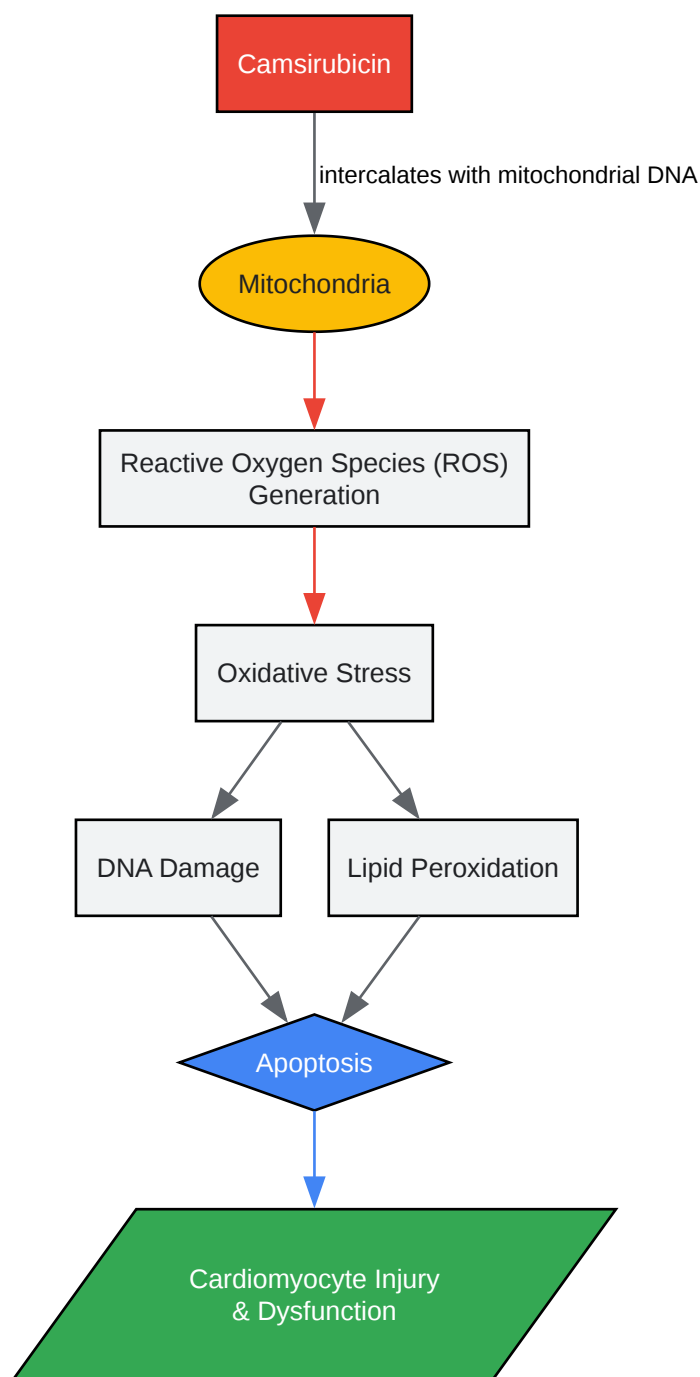 Camsirubicin
intercalates with mitochondrial DNA
Mitochondria
Reactive Oxygen Species (ROS)
Generation
Oxidative Stress
DNA Damage
Lipid Peroxidation
Apoptosis
Cardiomyocyte Injury
& Dysfunction